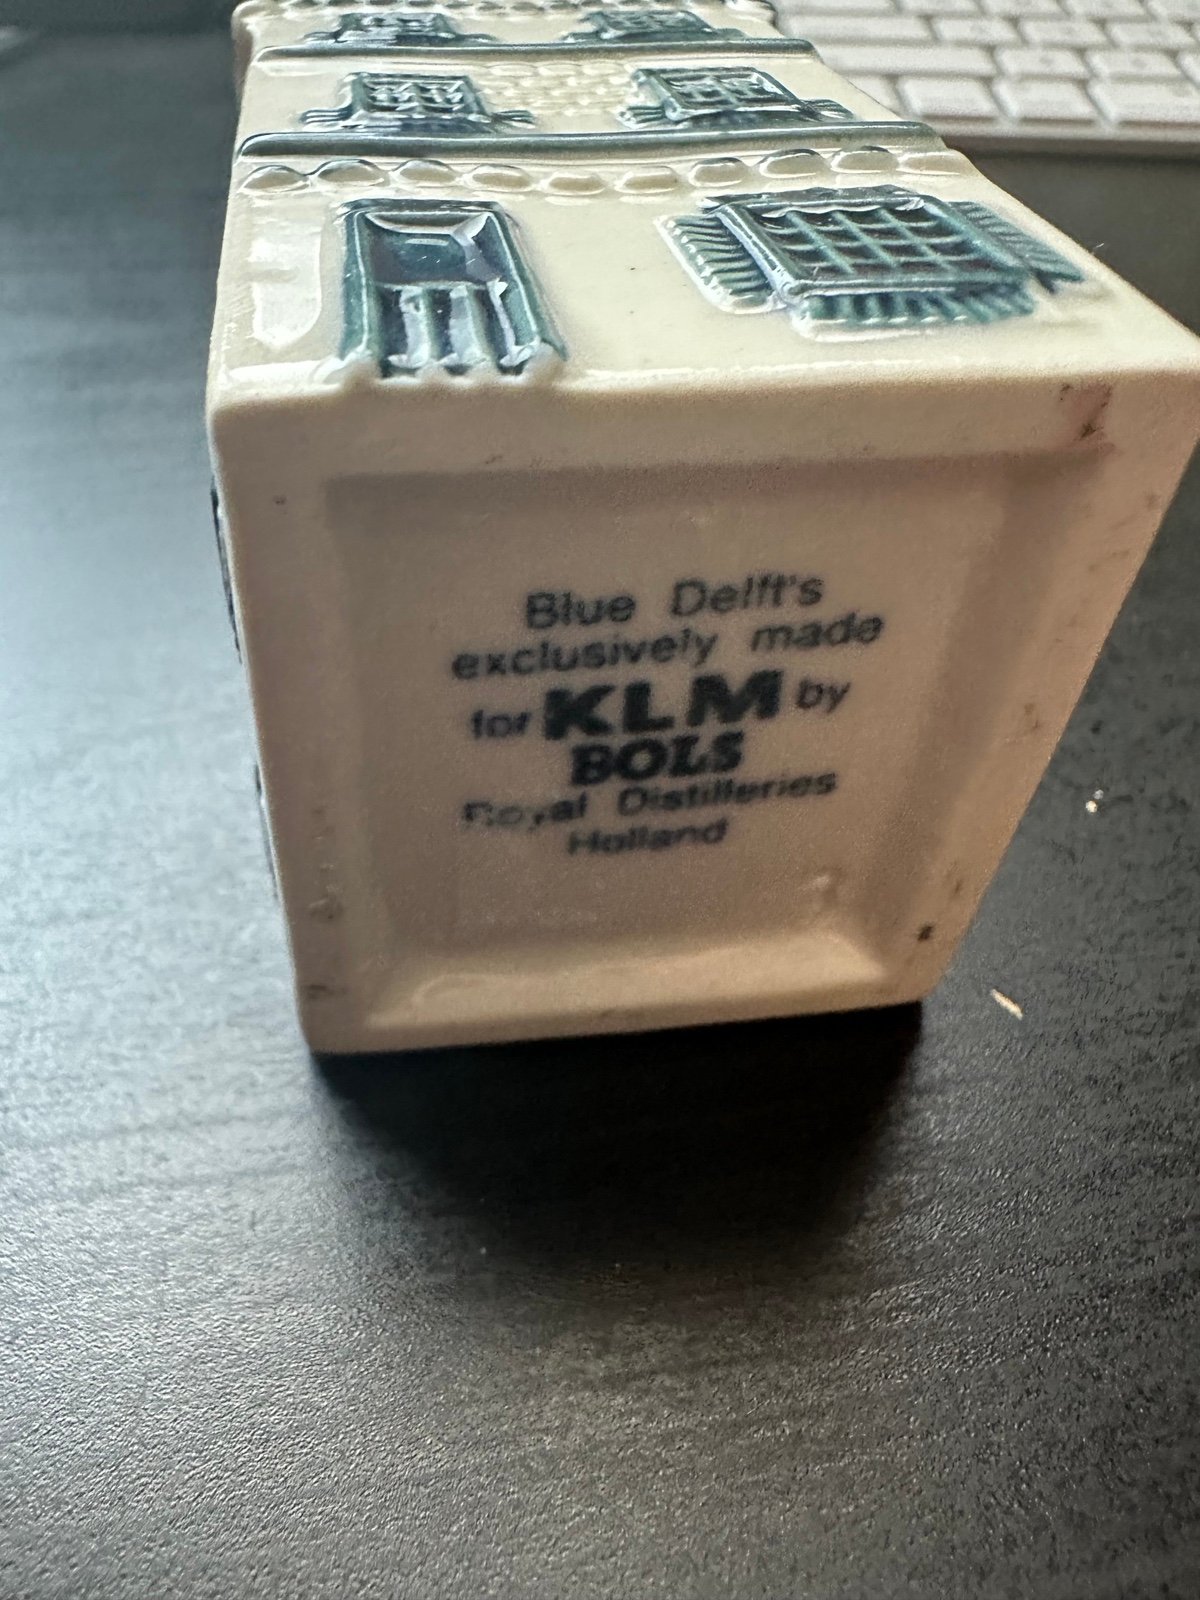 Blue Delft's
exclusively made
for KLM by
BOLS
Royal Distilleries
Holland